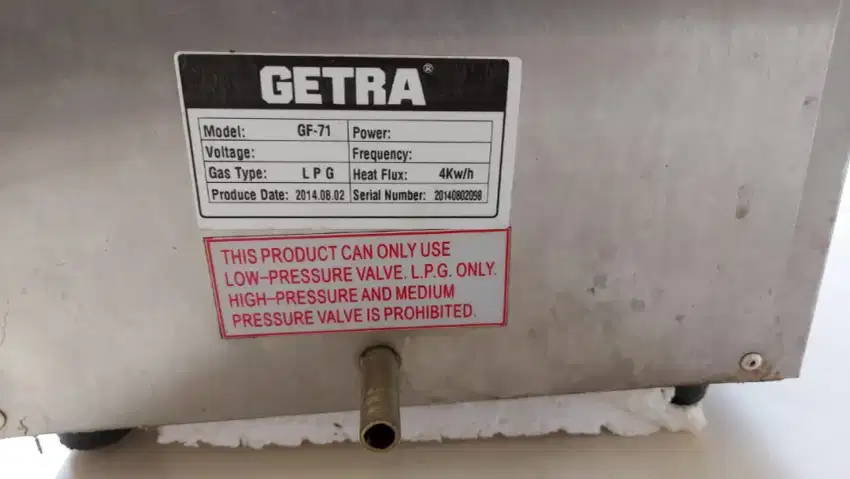 GETRA®
Model: GF-71 Power:
Voltage: Frequency:
Gas Type: L P G Heat Flux: 4Kw/h
Produce Date: 2014.08.02 Serial Number: 20140802058
THIS PRODUCT CAN ONLY USE
LOW-PRESSURE VALVE. L.P.G. ONLY.
HIGH-PRESSURE AND MEDIUM
PRESSURE VALVE IS PROHIBITED.